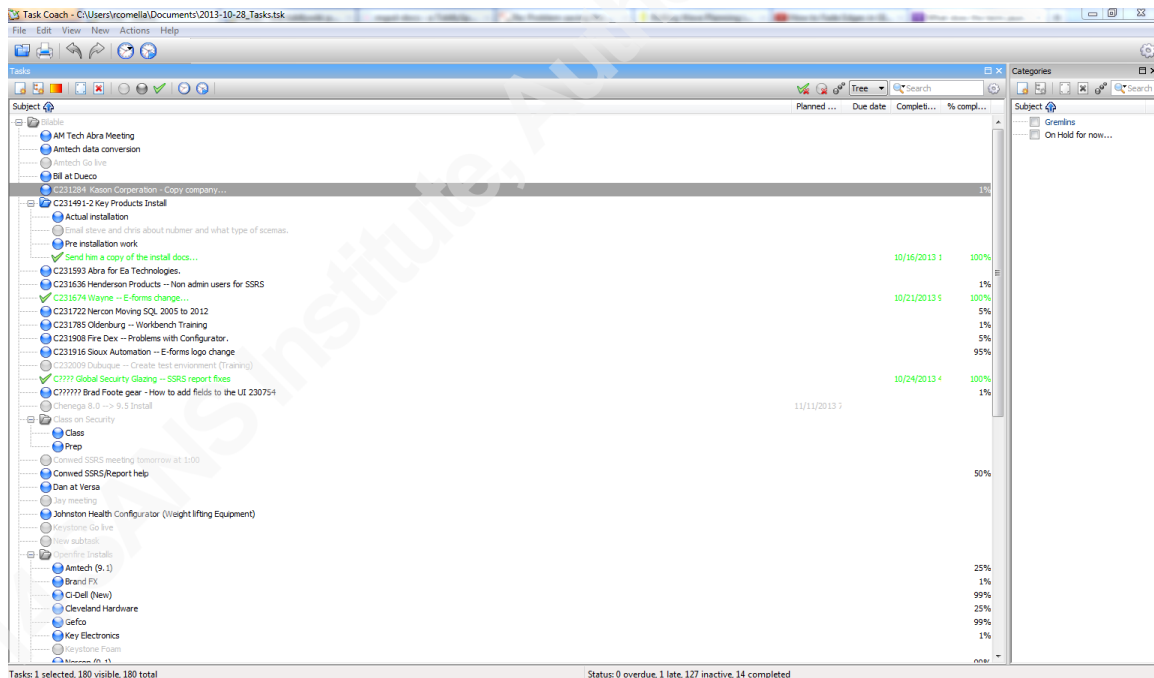 Task Coach - C:\Users\rcomella\Documents\2013-10-28_Tasks.tsk
File Edit View New Actions Help
Tasks
Categories
Tree Search
Search
Subject Planned ... Due date Completi... % compl...
Subject
Bilable
Gremlins
AM Tech Abra Meeting
On Hold for now...
Amtech data conversion
Amtech Go live
Bill at Dueco
C231284 Kason Corperation - Copy company... 1%
C231491-2 Key Products Install
Actual installation
Email steve and chris about nubmer and what type of scemas.
Pre installation work
Send him a copy of the install docs... 10/16/2013 1 100%
C231593 Abra for Ea Technologies.
C231636 Henderson Products -- Non admin users for SSRS 1%
C231674 Wayne -- E-forms change... 10/21/2013 9 100%
C231722 Nercon Moving SQL 2005 to 2012 5%
C231785 Oldenburg -- Workbench Training 1%
C231908 Fire Dex -- Problems with Configurator. 5%
C231916 Sioux Automation -- E-forms logo change 95%
C232009 Dubuque -- Create test enviorment (Training)
C???? Global Securty Glazing -- SSRS report fixes 10/24/2013 4 100%
C?????? Brad Foote gear - How to add fields to the UI 230754 1%
Chenega 8.0 --> 9.5 Install 11/11/2013 7
Class on Security
Class
Prep
Conwed SSRS meeting tomorrow at 1:00
Conwed SSRS/Report help 50%
Dan at Versa
Jay meeting
Johnston Health Configurator (Weight lifting Equipment)
Keystone Go live
New subtask
Openfire Installs
Amtech (9.1) 25%
Brand FX 1%
Ci-Dell (New) 99%
Cleveland Hardware 25%
Gefco 99%
Key Electronics 1%
Keystone Foam
Tasks: 1 selected, 180 visible, 180 total
Status: 0 overdue, 1 late, 127 inactive, 14 completed
SANS Institute, Auth